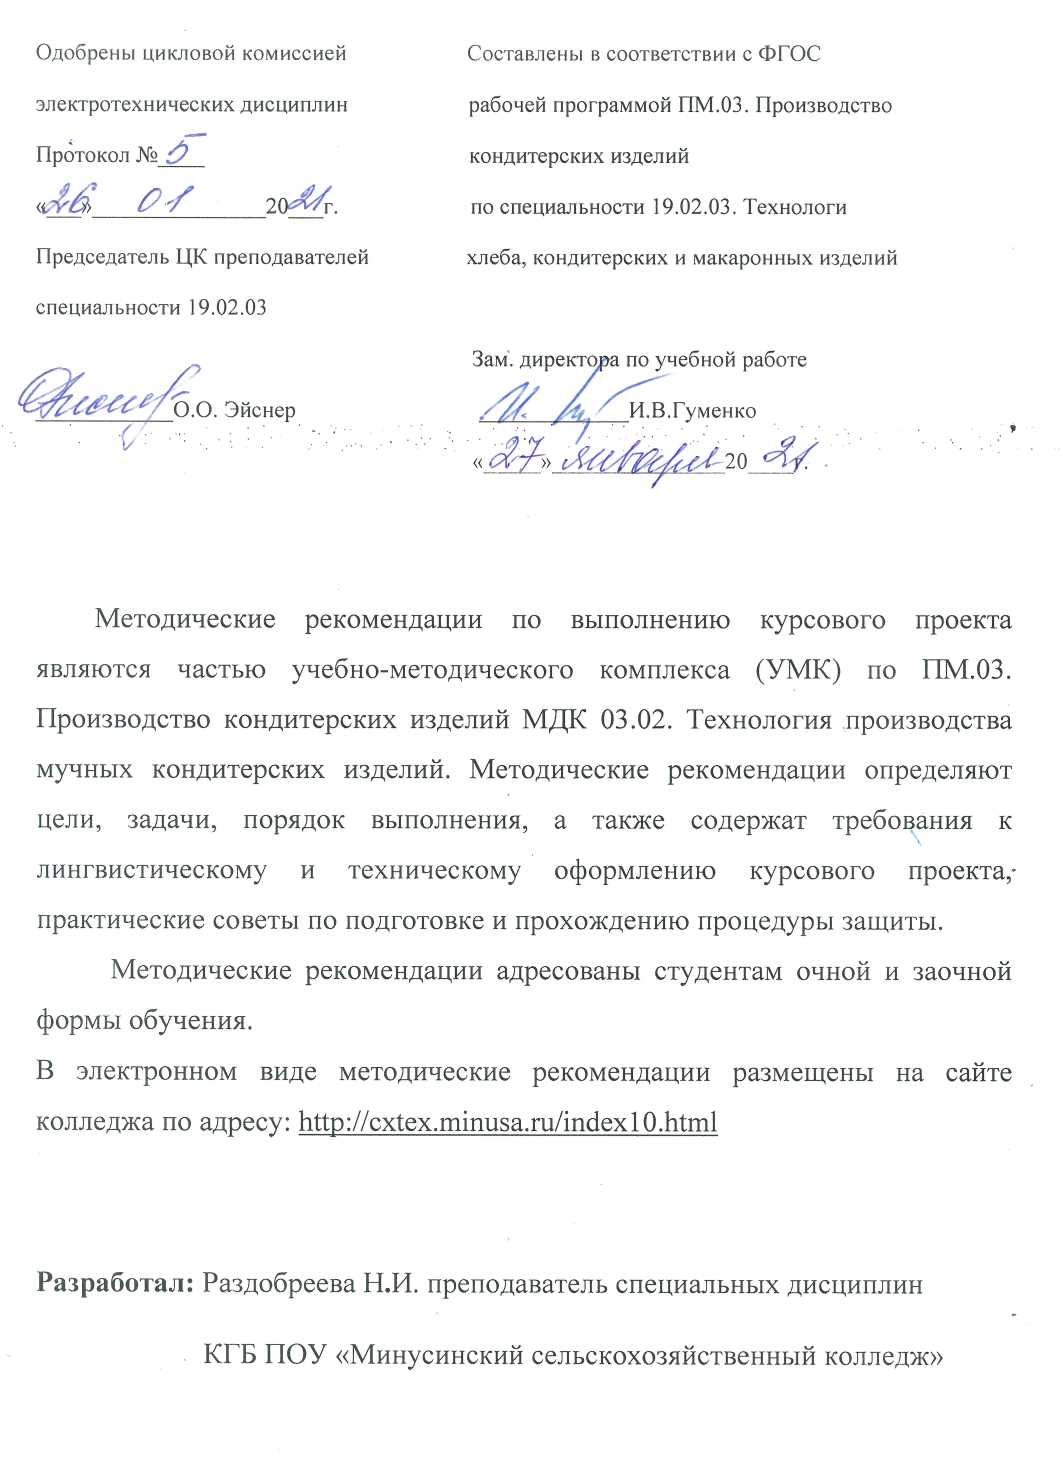 Одобрены цикловой комиссией
электротехнических дисциплин
Протокол № 5
«26» 01 2021г.
Председатель ЦК преподавателей
специальности 19.02.03
О.О. Эйснер
Составлены в соответствии с ФГОС
рабочей программой ПМ.03. Производство
кондитерских изделий
по специальности 19.02.03. Технологи
хлеба, кондитерских и макаронных изделий
Зам. директора по учебной работе
И.В.Гуменко
«27» января 2021г.
Методические рекомендации по выполнению курсового проекта
являются частью учебно-методического комплекса (УМК) по ПМ.03.
Производство кондитерских изделий МДК 03.02. Технология производства
мучных кондитерских изделий. Методические рекомендации определяют
цели, задачи, порядок выполнения, а также содержат требования к
лингвистическому и техническому оформлению курсового проекта,
практические советы по подготовке и прохождению процедуры защиты.
Методические рекомендации адресованы студентам очной и заочной
формы обучения.
В электронном виде методические рекомендации размещены на сайте
колледжа по адресу: http://cxtex.minusa.ru/index10.html
Разработал: Раздобреева Н.И. преподаватель специальных дисциплин
КГБ ПОУ «Минусинский сельскохозяйственный колледж»